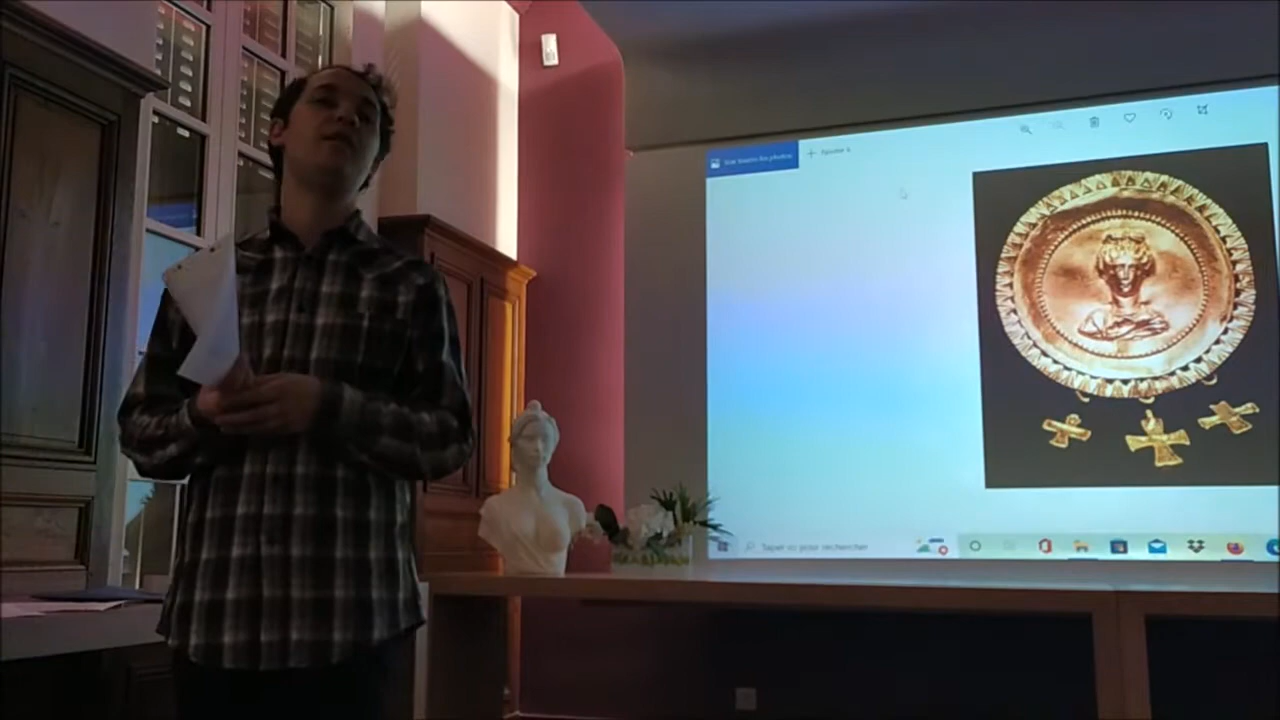 Voir toutes les photos
Ajouter à
Taper ici pour rechercher